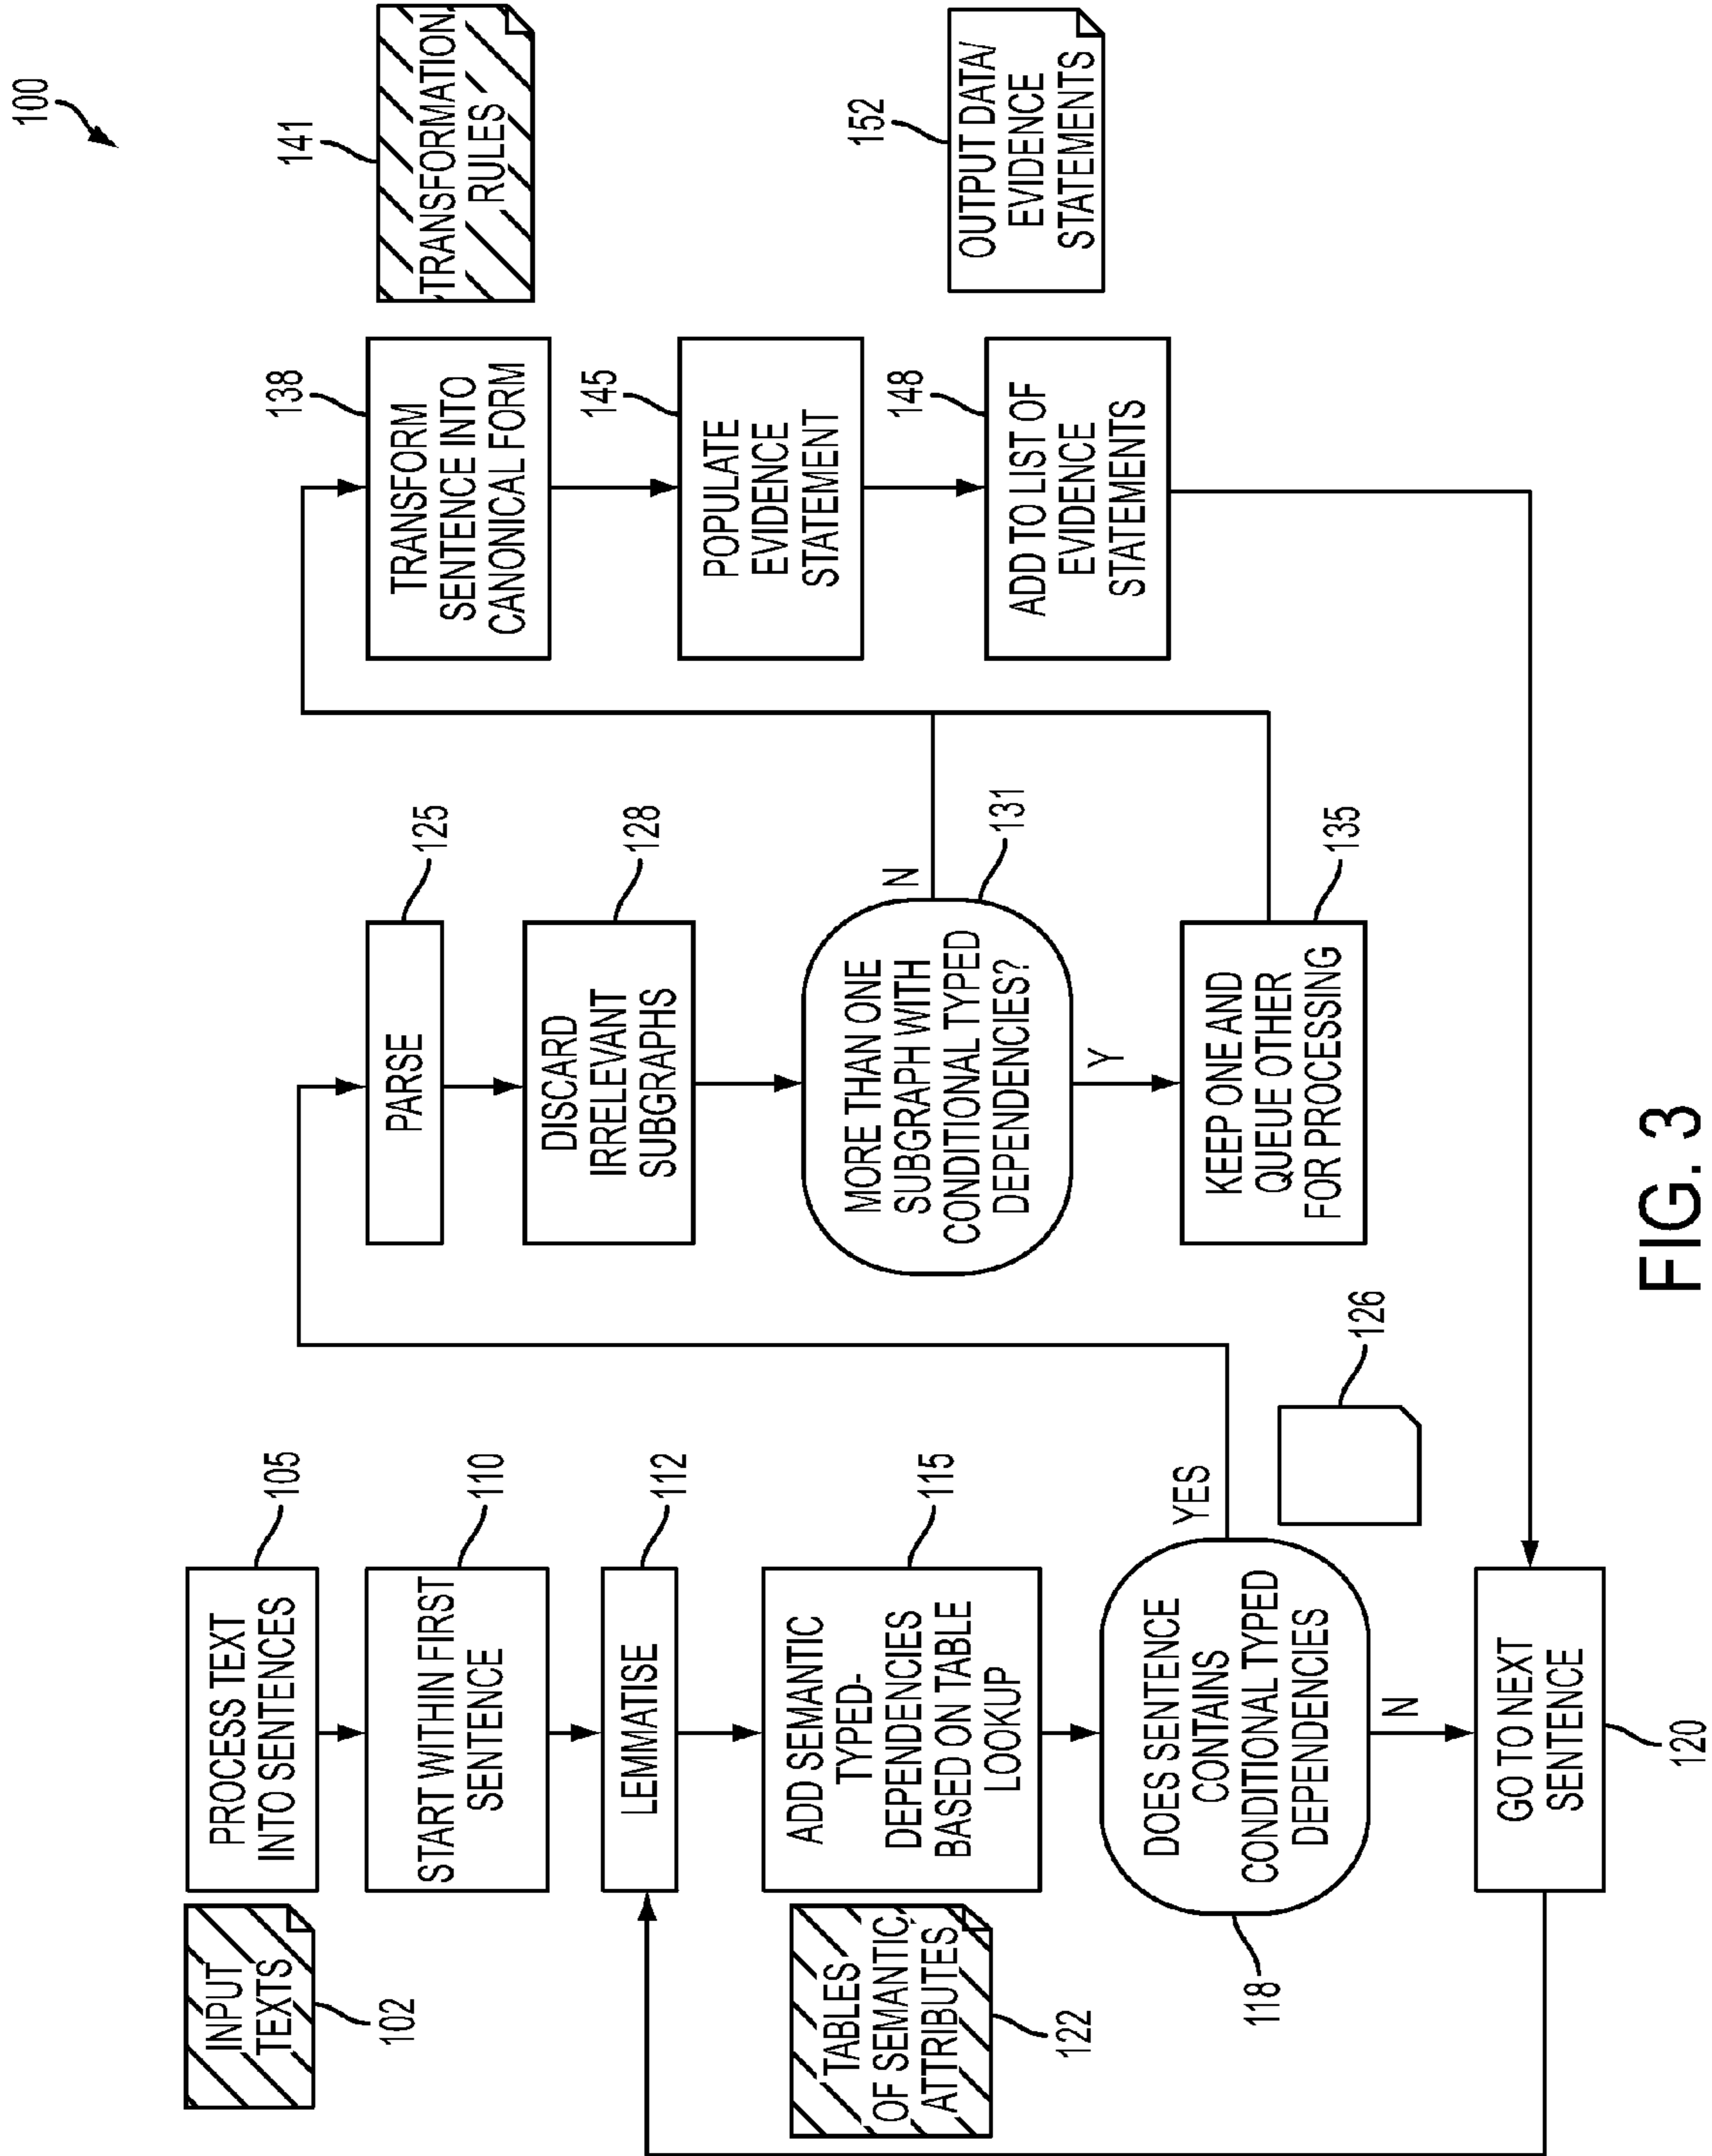 100
INPUT
TEXTS
102
PROCESS TEXT
INTO SENTENCES
105
START WITHIN FIRST
SENTENCE
110
LEMMATISE
112
TABLES
OF SEMANTIC
ATTRIBUTES
122
ADD SEMANTIC
TYPED-
DEPENDENCIES
BASED ON TABLE
LOOKUP
115
DOES SENTENCE
CONTAINS
CONDITIONAL TYPED
DEPENDENCIES
118
YES
N
126
GO TO NEXT
SENTENCE
120
PARSE
125
DISCARD
IRRELEVANT
SUBGRAPHS
128
MORE THAN ONE
SUBGRAPH WITH
CONDITIONAL TYPED
DEPENDENCIES?
131
N
Y
KEEP ONE AND
QUEUE OTHER
FOR PROCESSING
135
TRANSFORM
SENTENCE INTO
CANONICAL FORM
138
TRANSFORMATION
RULES
141
POPULATE
EVIDENCE
STATEMENT
145
ADD TO LIST OF
EVIDENCE
STATEMENTS
148
OUTPUT DATA/
EVIDENCE
STATEMENTS
152
FIG. 3